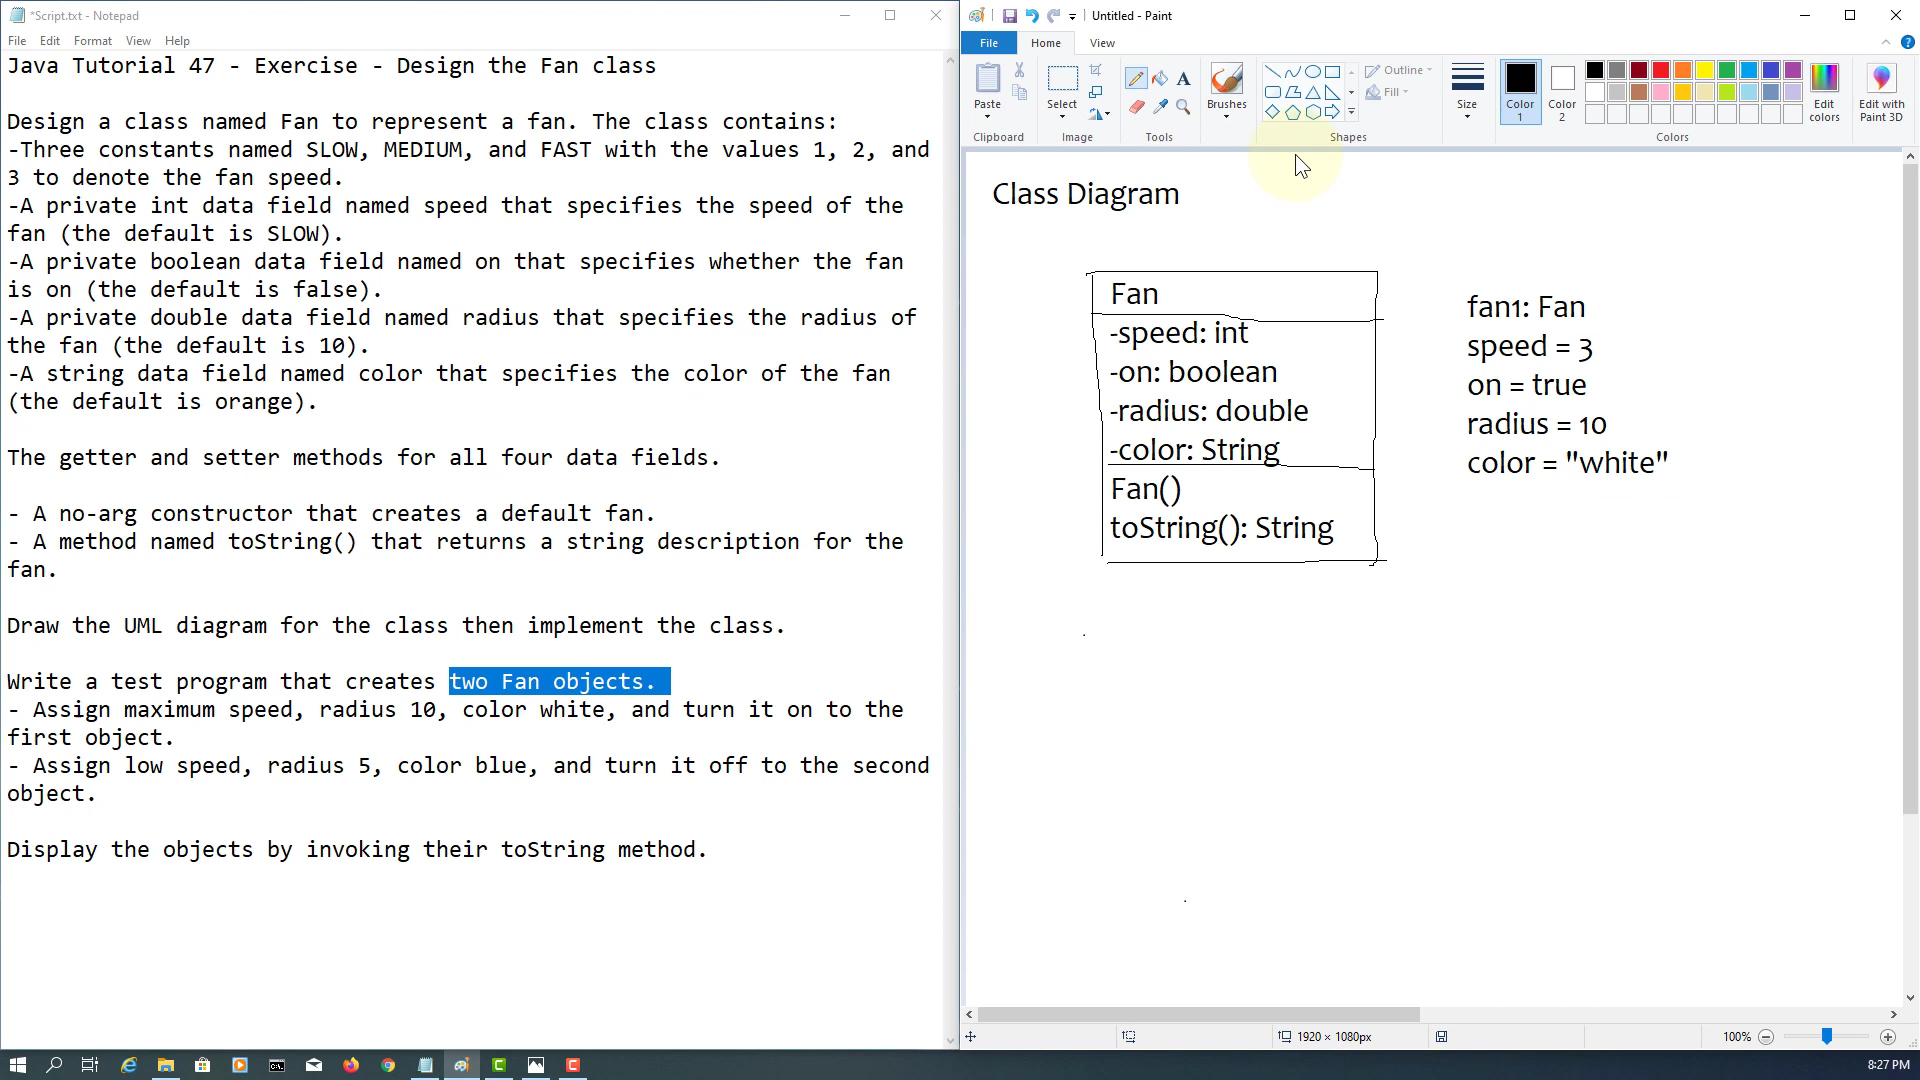 *Script.txt - Notepad
File Edit Format View Help
Java Tutorial 47 - Exercise - Design the Fan class
Design a class named Fan to represent a fan. The class contains:
-Three constants named SLOW, MEDIUM, and FAST with the values 1, 2, and
3 to denote the fan speed.
-A private int data field named speed that specifies the speed of the
fan (the default is SLOW).
-A private boolean data field named on that specifies whether the fan
is on (the default is false).
-A private double data field named radius that specifies the radius of
the fan (the default is 10).
-A string data field named color that specifies the color of the fan
(the default is orange).
The getter and setter methods for all four data fields.
- A no-arg constructor that creates a default fan.
- A method named toString() that returns a string description for the
fan.
Draw the UML diagram for the class then implement the class.
Write a test program that creates two Fan objects.
- Assign maximum speed, radius 10, color white, and turn it on to the
first object.
- Assign low speed, radius 5, color blue, and turn it off to the second
object.
Display the objects by invoking their toString method.
Untitled - Paint
File Home View
Paste
Clipboard
Select
Image
Tools
Brushes
Outline
Fill
Shapes
Size
Color
1
Color
2
Edit
colors
Edit with
Paint 3D
Colors
Class Diagram
Fan
-speed: int
-on: boolean
-radius: double
-color: String
Fan()
toString(): String
fan1: Fan
speed = 3
on = true
radius = 10
color = "white"
1920 × 1080px
100%
8:27 PM